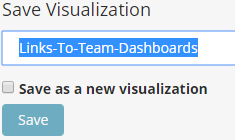 Save Visualization
Links-To-Team-Dashboards
Save as a new visualization
Save